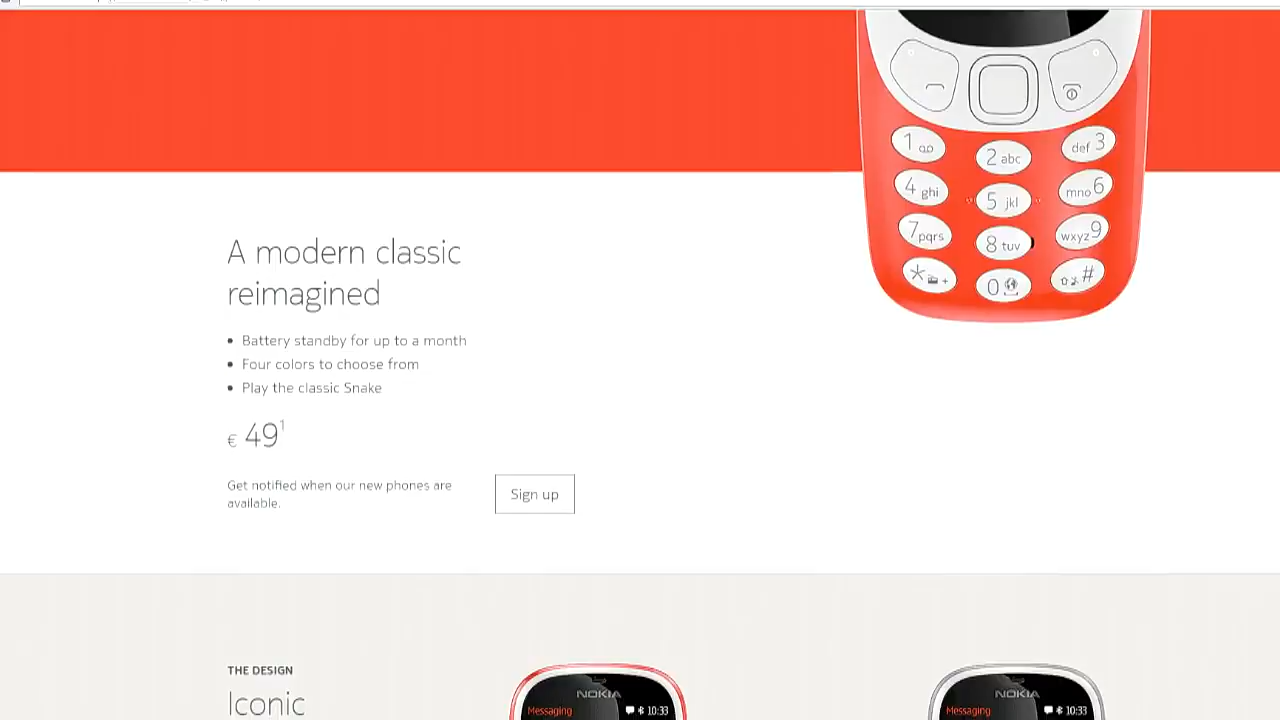 1 ao
2 abc
def 3
4 ghi
5 jkl
mno 6
7pqrs
8 tuv
wxyz 9
* +
0
#
A modern classic
reimagined
• Battery standby for up to a month
• Four colors to choose from
• Play the classic Snake
€ 49¹
Get notified when our new phones are
available.
Sign up
THE DESIGN
Iconic
NOKIA
Messaging 10:33
NOKIA
Messaging 10:33